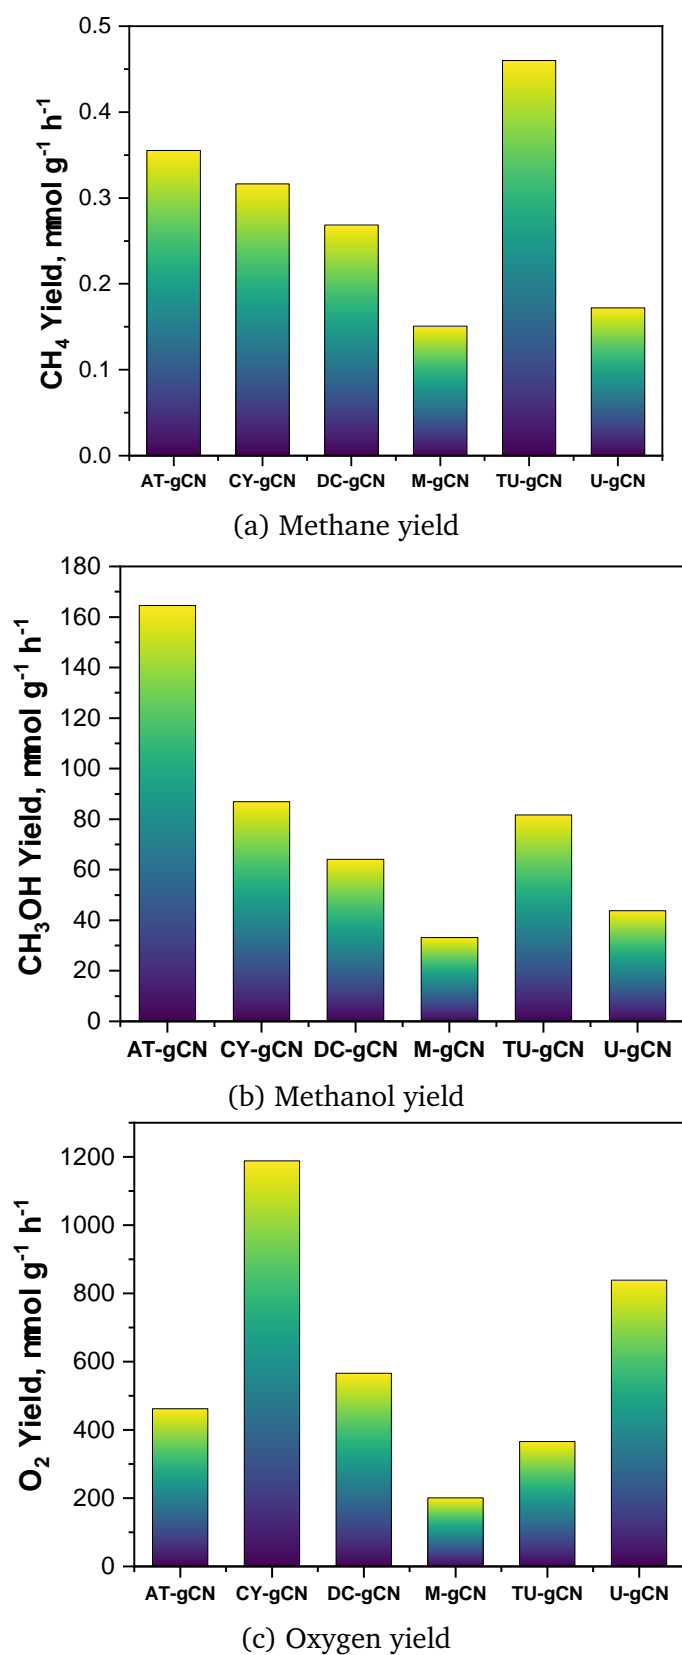 0.5
0.4
0.3
0.2
0.1
0.0
CH₄ Yield, mmol g⁻¹ h⁻¹
AT-gCN CY-gCN DC-gCN M-gCN TU-gCN U-gCN
(a) Methane yield
180
160
140
120
100
80
60
40
20
0
CH₃OH Yield, mmol g⁻¹ h⁻¹
AT-gCN CY-gCN DC-gCN M-gCN TU-gCN U-gCN
(b) Methanol yield
1200
1000
800
600
400
200
0
O₂ Yield, mmol g⁻¹ h⁻¹
AT-gCN CY-gCN DC-gCN M-gCN TU-gCN U-gCN
(c) Oxygen yield